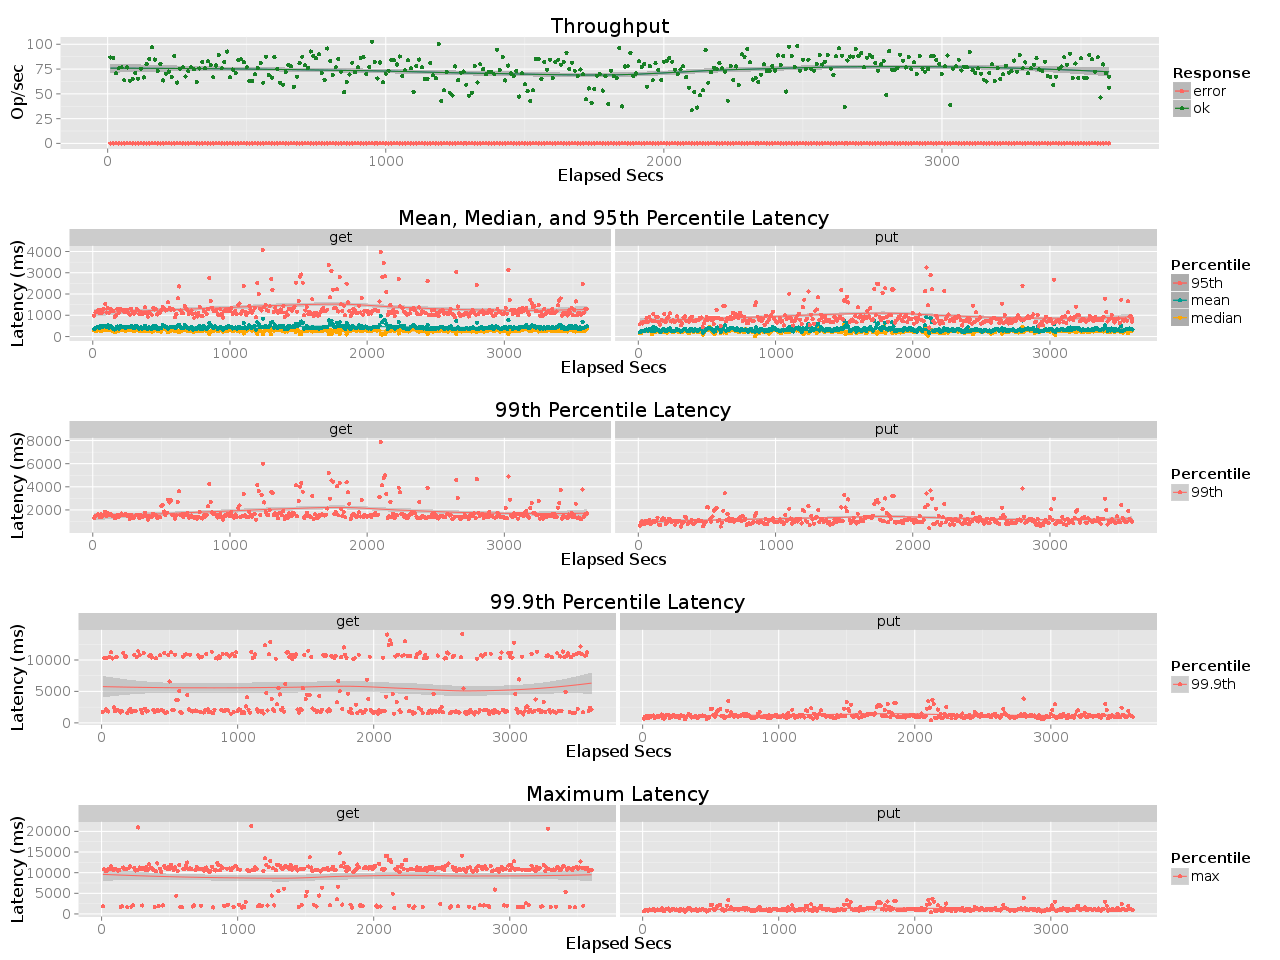 Throughput
Op/sec
100
75
50
25
0
0 1000 2000 3000
Elapsed Secs
Response
error
ok
Mean, Median, and 95th Percentile Latency
get put
Latency (ms)
4000
3000
2000
1000
0
0 1000 2000 3000 0 1000 2000 3000
Elapsed Secs
Percentile
95th
mean
median
99th Percentile Latency
get put
Latency (ms)
8000
6000
4000
2000
0 1000 2000 3000 0 1000 2000 3000
Elapsed Secs
Percentile
99th
99.9th Percentile Latency
get put
Latency (ms)
10000
5000
0
0 1000 2000 3000 0 1000 2000 3000
Elapsed Secs
Percentile
99.9th
Maximum Latency
get put
Latency (ms)
20000
15000
10000
5000
0
0 1000 2000 3000 0 1000 2000 3000
Elapsed Secs
Percentile
max